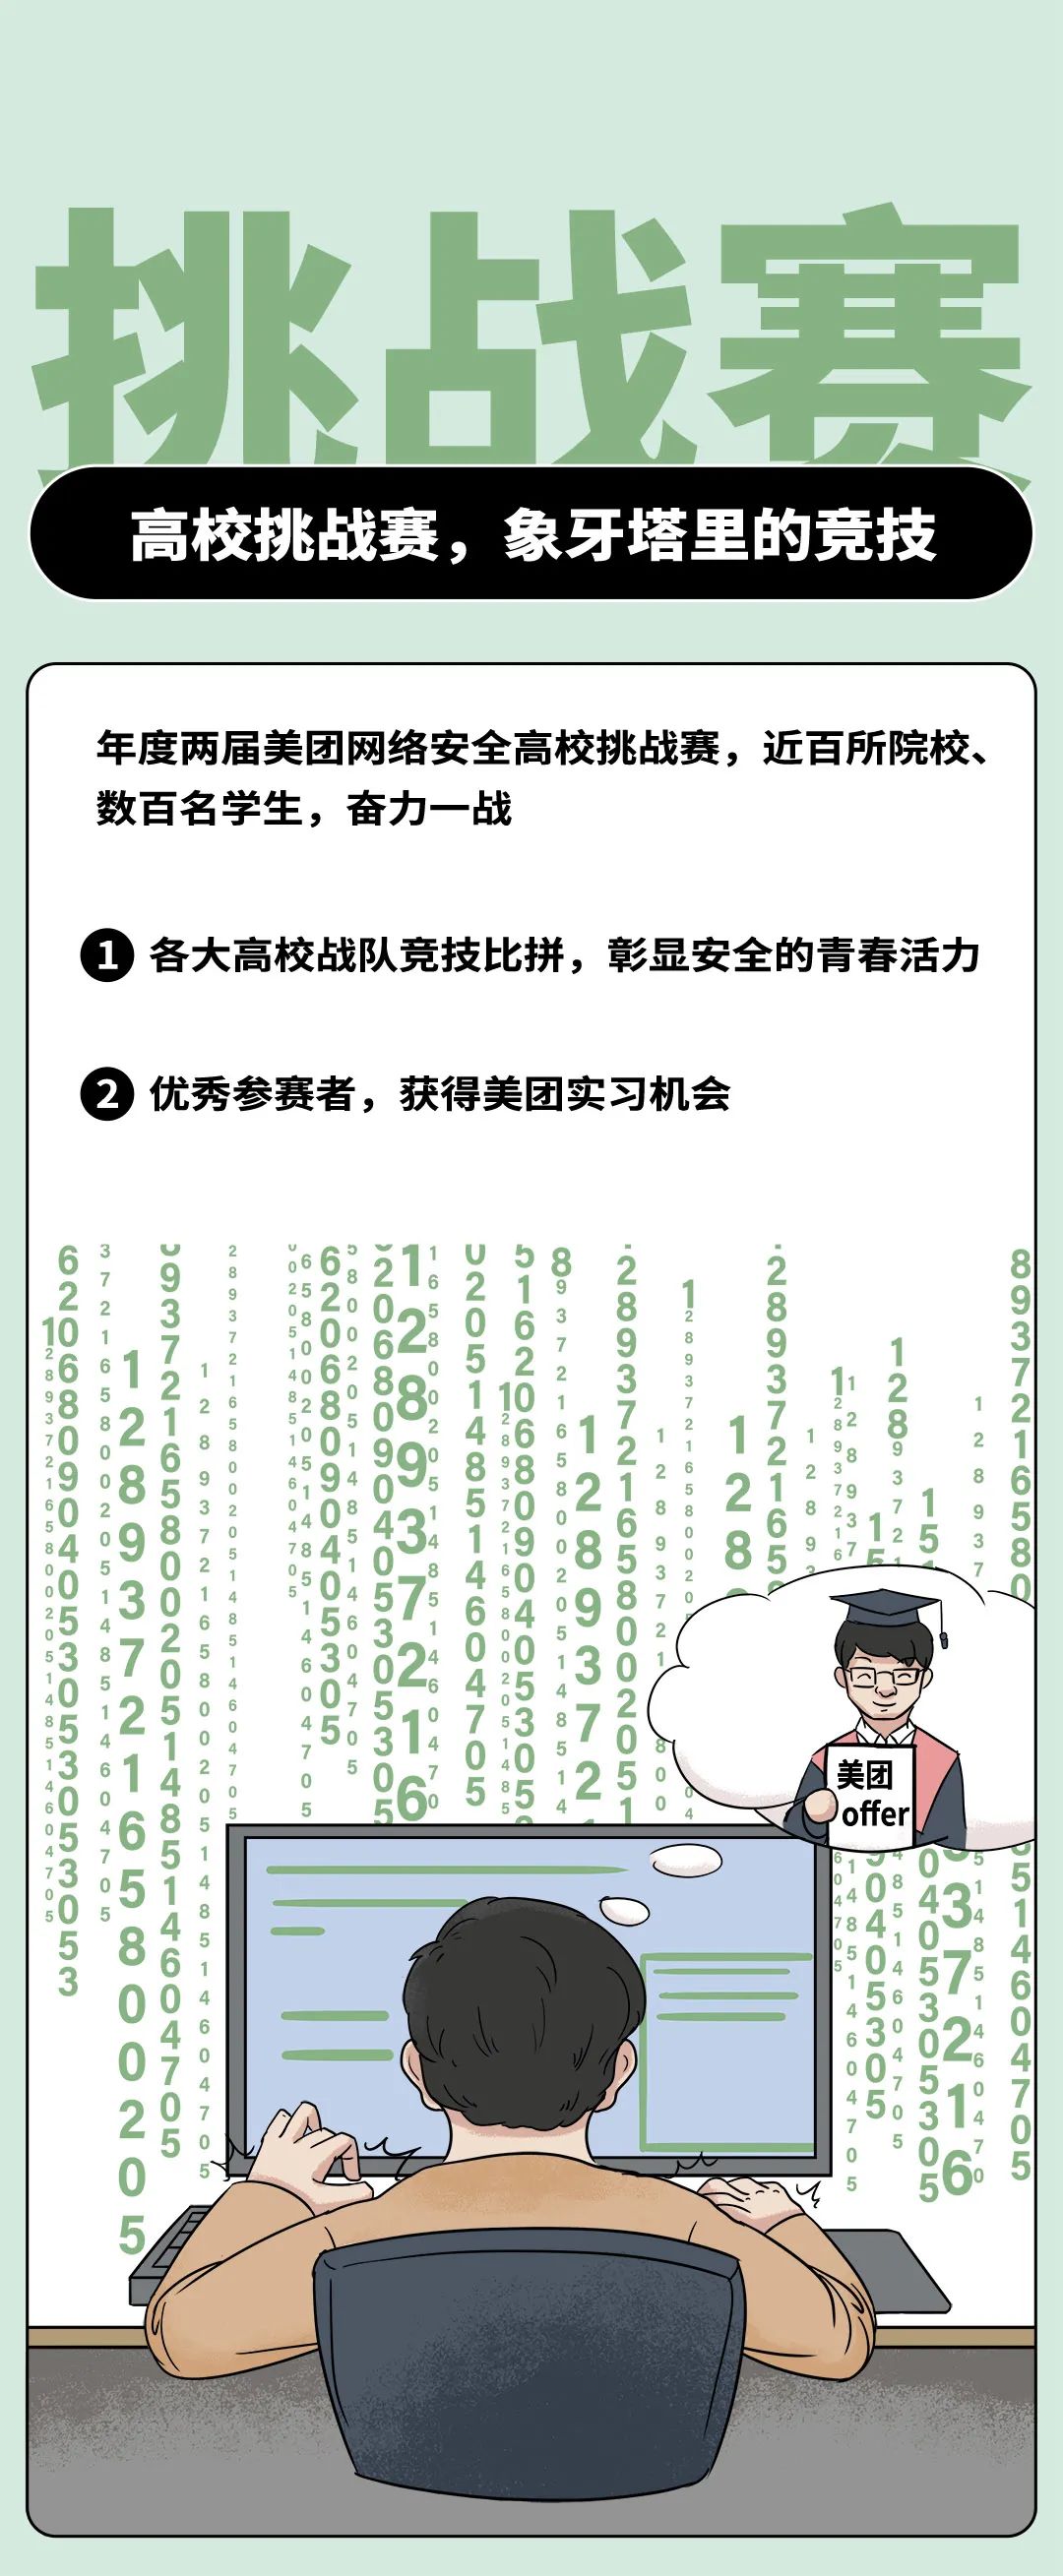 挑战赛
高校挑战赛，象牙塔里的竞技
年度两届美团网络安全高校挑战赛，近百所院校、
数百名学生，奋力一战
1 各大高校战队竞技比拼，彰显安全的青春活力
2 优秀参赛者，获得美团实习机会
美团
offer